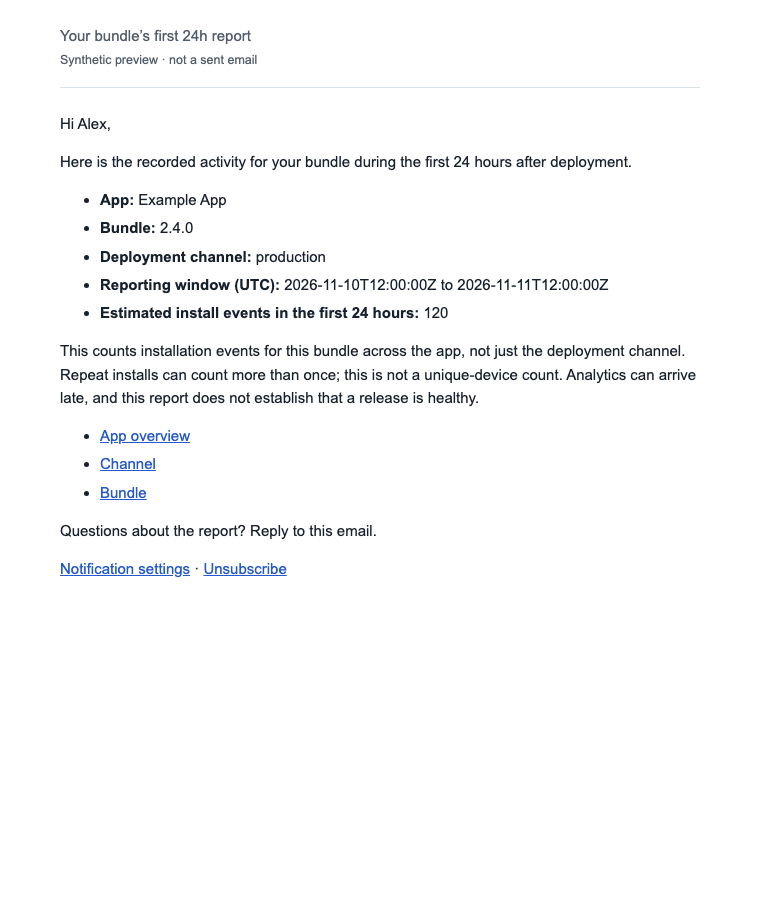 Your bundle’s first 24h report
Synthetic preview · not a sent email
Hi Alex,
Here is the recorded activity for your bundle during the first 24 hours after deployment.
• App: Example App
• Bundle: 2.4.0
• Deployment channel: production
• Reporting window (UTC): 2026-11-10T12:00:00Z to 2026-11-11T12:00:00Z
• Estimated install events in the first 24 hours: 120
This counts installation events for this bundle across the app, not just the deployment channel.
Repeat installs can count more than once; this is not a unique-device count. Analytics can arrive
late, and this report does not establish that a release is healthy.
• App overview
• Channel
• Bundle
Questions about the report? Reply to this email.
Notification settings · Unsubscribe